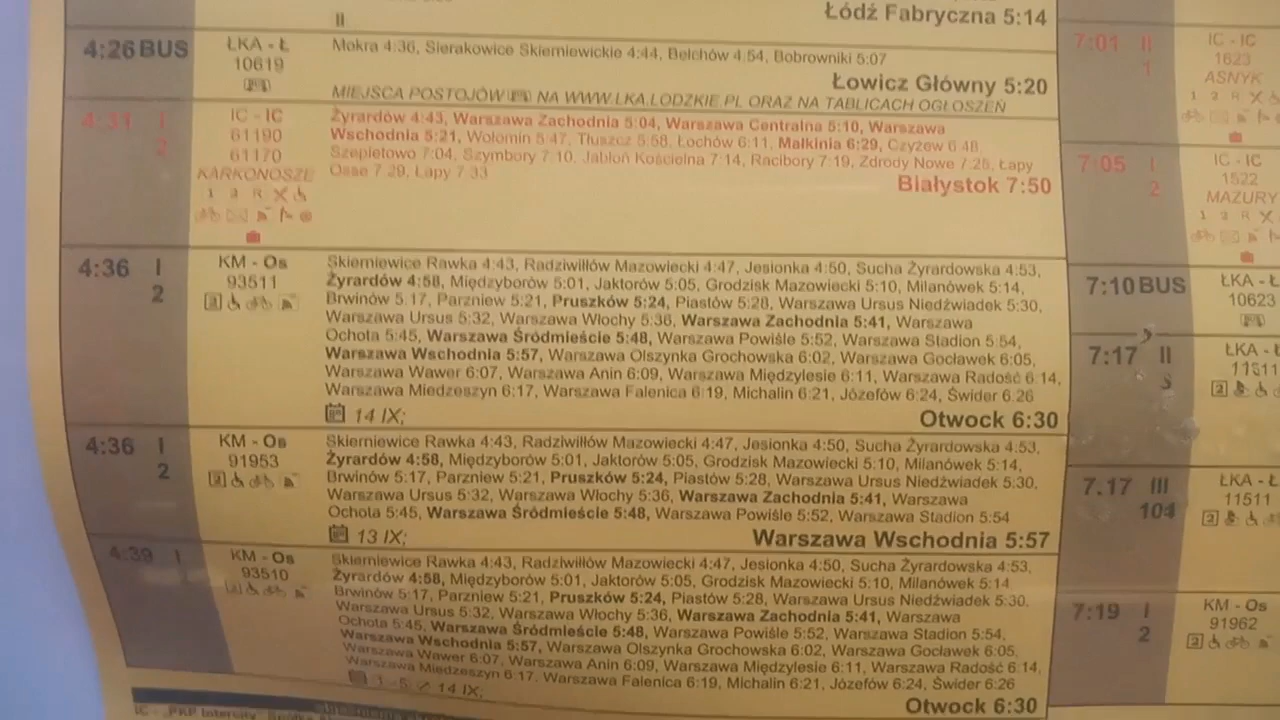 Łódź Fabryczna 5:14
II
4:26 BUS
ŁKA - Ł
10619
Mokra 4:36, Sierakowice Skierniewickie 4:44, Bełchów 4:54, Bobrowniki 5:07
Łowicz Główny 5:20
MIEJSCA POSTOJÓW NA WWW.LKA.LODZKIE.PL ORAZ NA TABLICACH OGŁOSZEŃ
4:31 I
2
IC - IC
61190
61170
KARKONOSZE
1 2 R
Żyrardów 4:43, Warszawa Zachodnia 5:04, Warszawa Centralna 5:10, Warszawa
Wschodnia 5:21, Wołomin 5:47, Tłuszcz 5:58, Łochów 6:11, Małkinia 6:29, Czyżew 6:48,
Szepietowo 7:04, Szymbory 7:10, Jabłoń Kościelna 7:14, Racibory 7:19, Zdrody Nowe 7:25, Łapy
Osse 7:29, Łapy 7:33
Białystok 7:50
4:36 I
2
KM - Os
93511
2
Skierniewice Rawka 4:43, Radziwiłłów Mazowiecki 4:47, Jesionka 4:50, Sucha Żyrardowska 4:53,
Żyrardów 4:58, Międzyborów 5:01, Jaktorów 5:05, Grodzisk Mazowiecki 5:10, Milanówek 5:14,
Brwinów 5:17, Parzniew 5:21, Pruszków 5:24, Piastów 5:28, Warszawa Ursus Niedźwiadek 5:30,
Warszawa Ursus 5:32, Warszawa Włochy 5:36, Warszawa Zachodnia 5:41, Warszawa
Ochota 5:45, Warszawa Śródmieście 5:48, Warszawa Powiśle 5:52, Warszawa Stadion 5:54,
Warszawa Wschodnia 5:57, Warszawa Olszynka Grochowska 6:02, Warszawa Gocławek 6:05,
Warszawa Wawer 6:07, Warszawa Anin 6:09, Warszawa Międzylesie 6:11, Warszawa Radość 6:14,
Warszawa Miedzeszyn 6:17, Warszawa Falenica 6:19, Michalin 6:21, Józefów 6:24, Świder 6:26
14 IX;
Otwock 6:30
4:36 I
2
KM - Os
91953
2
Skierniewice Rawka 4:43, Radziwiłłów Mazowiecki 4:47, Jesionka 4:50, Sucha Żyrardowska 4:53,
Żyrardów 4:58, Międzyborów 5:01, Jaktorów 5:05, Grodzisk Mazowiecki 5:10, Milanówek 5:14,
Brwinów 5:17, Parzniew 5:21, Pruszków 5:24, Piastów 5:28, Warszawa Ursus Niedźwiadek 5:30,
Warszawa Ursus 5:32, Warszawa Włochy 5:36, Warszawa Zachodnia 5:41, Warszawa
Ochota 5:45, Warszawa Śródmieście 5:48, Warszawa Powiśle 5:52, Warszawa Stadion 5:54
13 IX;
Warszawa Wschodnia 5:57
4:39 I
KM - Os
93510
2
Skierniewice Rawka 4:43, Radziwiłłów Mazowiecki 4:47, Jesionka 4:50, Sucha Żyrardowska 4:53,
Żyrardów 4:58, Międzyborów 5:01, Jaktorów 5:05, Grodzisk Mazowiecki 5:10, Milanówek 5:14
Brwinów 5:17, Parzniew 5:21, Pruszków 5:24, Piastów 5:28, Warszawa Ursus Niedźwiadek 5:30,
Warszawa Ursus 5:32, Warszawa Włochy 5:36, Warszawa Zachodnia 5:41, Warszawa
Ochota 5:45, Warszawa Śródmieście 5:48, Warszawa Powiśle 5:52, Warszawa Stadion 5:54,
Warszawa Wschodnia 5:57, Warszawa Olszynka Grochowska 6:02, Warszawa Gocławek 6:05,
Warszawa Wawer 6:07, Warszawa Anin 6:09, Warszawa Międzylesie 6:11, Warszawa Radość 6:14,
Warszawa Miedzeszyn 6:17, Warszawa Falenica 6:19, Michalin 6:21, Józefów 6:24, Świder 6:26
14 IX;
Otwock 6:30
7:01 II
1
IC - IC
1623
ASNYK
1 2 R
7:05 I
2
IC - IC
1522
MAZURY
1 2 R
7:10 BUS
ŁKA - Ł
10623
7:17 II
ŁKA - Ł
11511
2
7.17 III
104
ŁKA - Ł
11511
2
7:19 I
2
KM - Os
91962
2